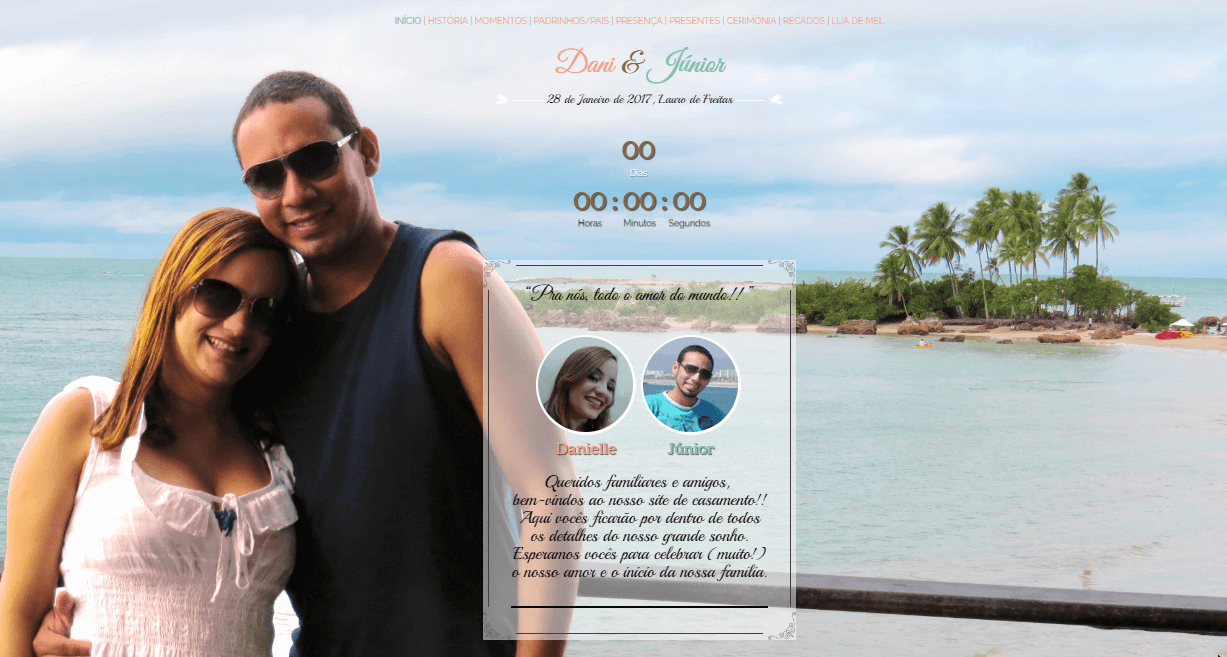 INÍCIO | HISTÓRIA | MOMENTOS | PADRINHOS/PAIS | PRESENÇA | PRESENTES | CERIMÔNIA | RECADOS | LUA DE MEL
Dani & Júnior
28 de Janeiro de 2017, Lauro de Freitas
00
Dias
00 : 00 : 00
Horas Minutos Segundos
“Pra nós, todo o amor do mundo!!”
Danielle Júnior
Queridos familiares e amigos,
bem-vindos ao nosso site de casamento!!
Aqui vocês ficarão por dentro de todos
os detalhes do nosso grande sonho.
Esperamos vocês para celebrar (muito!)
o nosso amor e o início da nossa família.